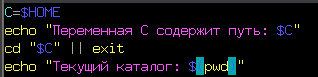 C=$HOME
echo "Переменная C содержит путь: $C"
cd "$C" || exit
echo "Текущий каталог: $(pwd)"